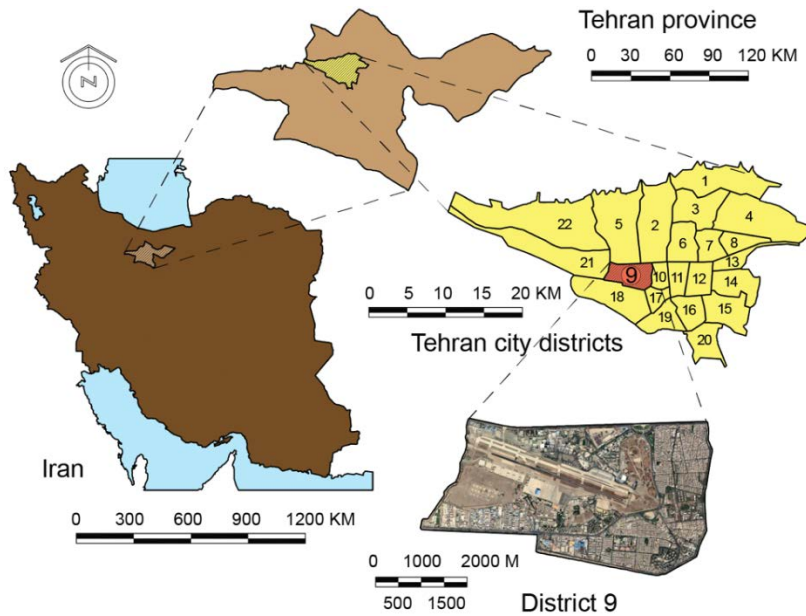 Tehran province
0 30 60 90 120 KM
N
1
3
4
22
5
2
6
7
8
21
13
9
10
11
12
14
18
17
19
16
15
20
0 5 10 15 20 KM
Tehran city districts
Iran
0 300 600 900 1200 KM
0 1000 2000 M
500 1500
District 9